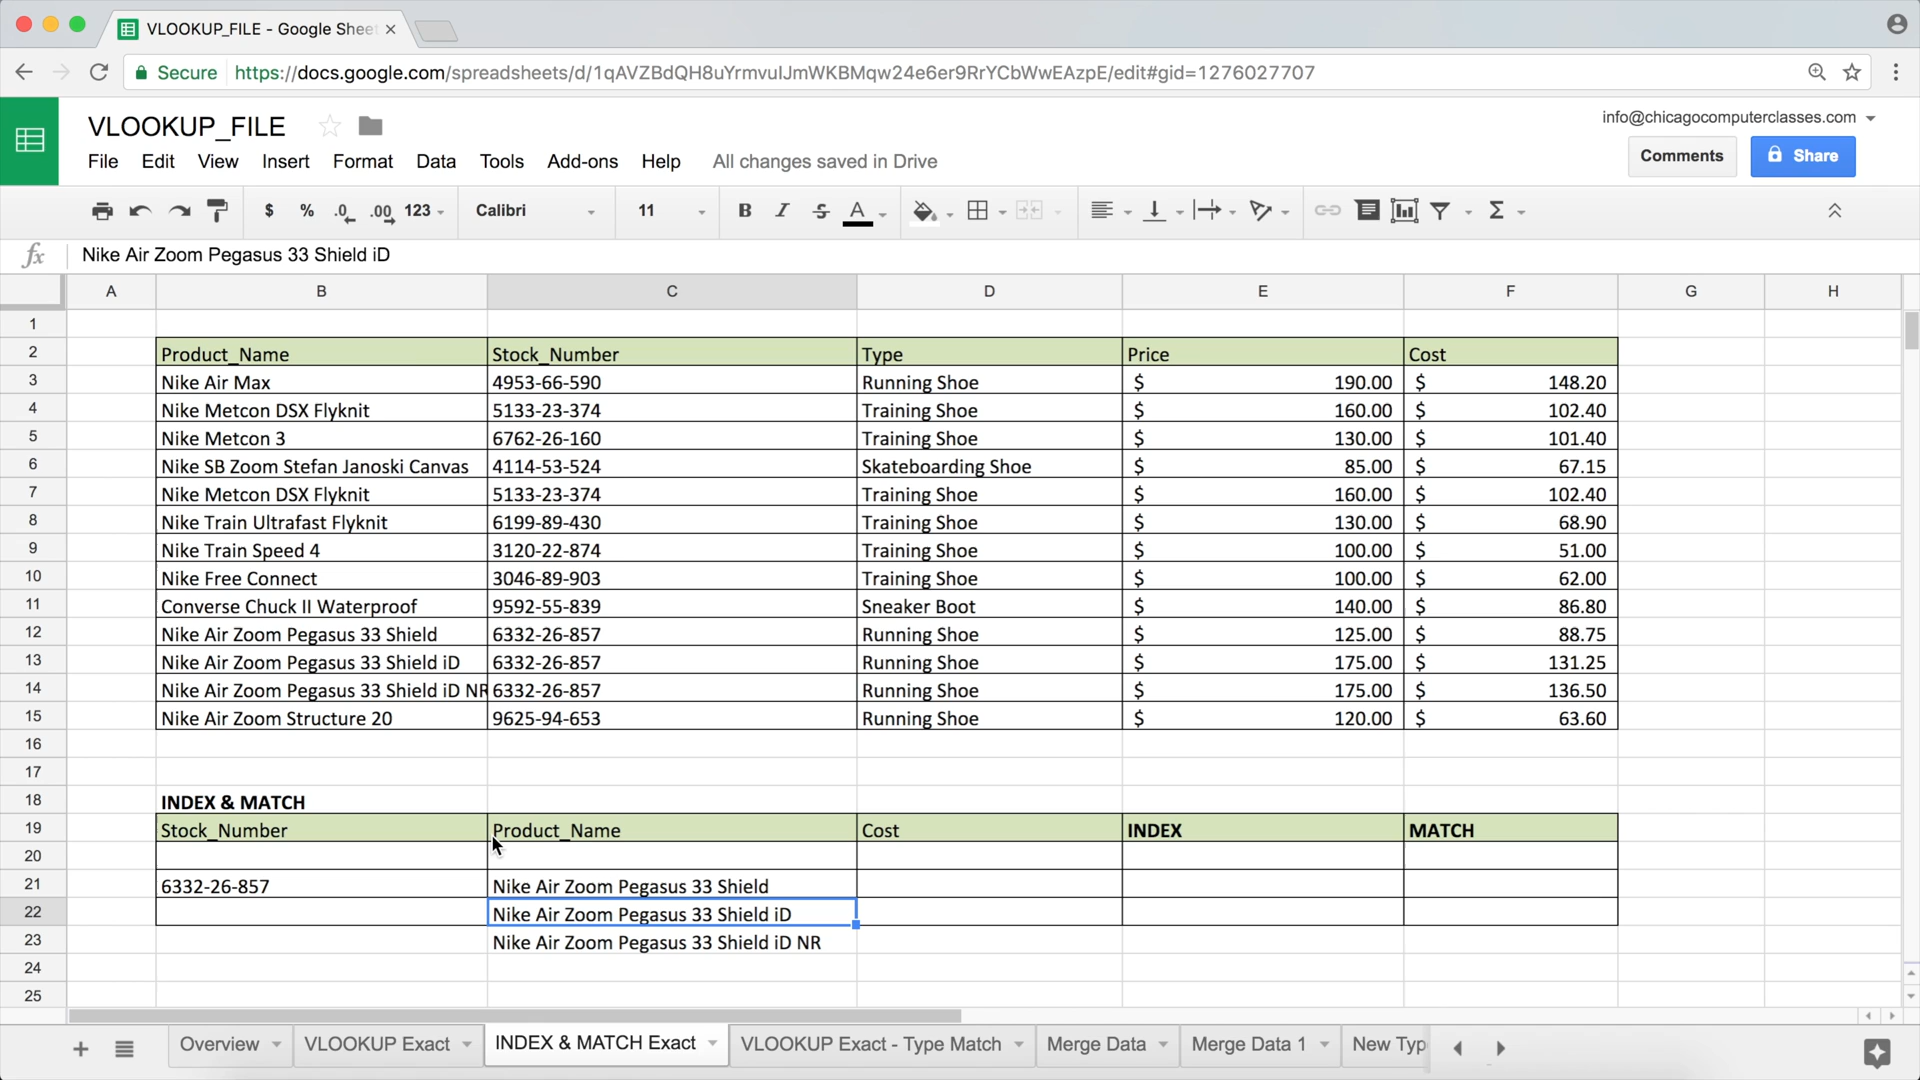 VLOOKUP_FILE - Google Sheet
Secure https://docs.google.com/spreadsheets/d/1qAVZBdQH8uYrmvuIJmWKBMqw24e6er9RrYCbWwEAzpE/edit#gid=1276027707
VLOOKUP_FILE
info@chicagocomputerclasses.com
File Edit View Insert Format Data Tools Add-ons Help All changes saved in Drive
Comments Share
$ % .0 .00 123 Calibri 11 B I S A Σ
fx Nike Air Zoom Pegasus 33 Shield iD
A B C D E F G H
1
2 Product_Name Stock_Number Type Price Cost
3 Nike Air Max 4953-66-590 Running Shoe $ 190.00 $ 148.20
4 Nike Metcon DSX Flyknit 5133-23-374 Training Shoe $ 160.00 $ 102.40
5 Nike Metcon 3 6762-26-160 Training Shoe $ 130.00 $ 101.40
6 Nike SB Zoom Stefan Janoski Canvas 4114-53-524 Skateboarding Shoe $ 85.00 $ 67.15
7 Nike Metcon DSX Flyknit 5133-23-374 Training Shoe $ 160.00 $ 102.40
8 Nike Train Ultrafast Flyknit 6199-89-430 Training Shoe $ 130.00 $ 68.90
9 Nike Train Speed 4 3120-22-874 Training Shoe $ 100.00 $ 51.00
10 Nike Free Connect 3046-89-903 Training Shoe $ 100.00 $ 62.00
11 Converse Chuck II Waterproof 9592-55-839 Sneaker Boot $ 140.00 $ 86.80
12 Nike Air Zoom Pegasus 33 Shield 6332-26-857 Running Shoe $ 125.00 $ 88.75
13 Nike Air Zoom Pegasus 33 Shield iD 6332-26-857 Running Shoe $ 175.00 $ 131.25
14 Nike Air Zoom Pegasus 33 Shield iD NR 6332-26-857 Running Shoe $ 175.00 $ 136.50
15 Nike Air Zoom Structure 20 9625-94-653 Running Shoe $ 120.00 $ 63.60
16
17
18 INDEX & MATCH
19 Stock_Number Product_Name Cost INDEX MATCH
20
21 6332-26-857 Nike Air Zoom Pegasus 33 Shield
22 Nike Air Zoom Pegasus 33 Shield iD
23 Nike Air Zoom Pegasus 33 Shield iD NR
24
25
Overview VLOOKUP Exact INDEX & MATCH Exact VLOOKUP Exact - Type Match Merge Data Merge Data 1 New Typ